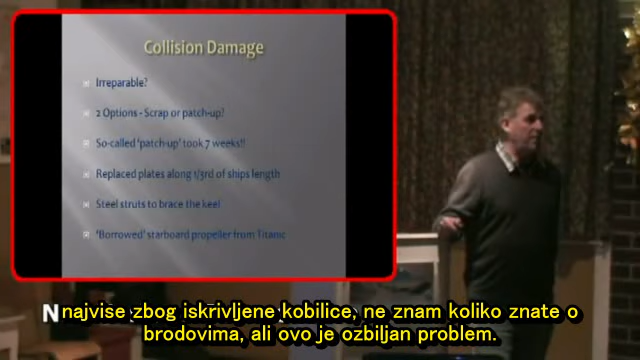 Collision Damage
Irreparable?
2 Options - Scrap or patch-up?
So-called 'patch-up' took 7 weeks!!
Replaced plates along 1/3rd of ships length
Steel struts to brace the keel
'Borrowed' starboard propeller from Titanic
najvise zbog iskrivljene kobilice, ne znam koliko znate o
brodovima, ali ovo je ozbiljan problem.